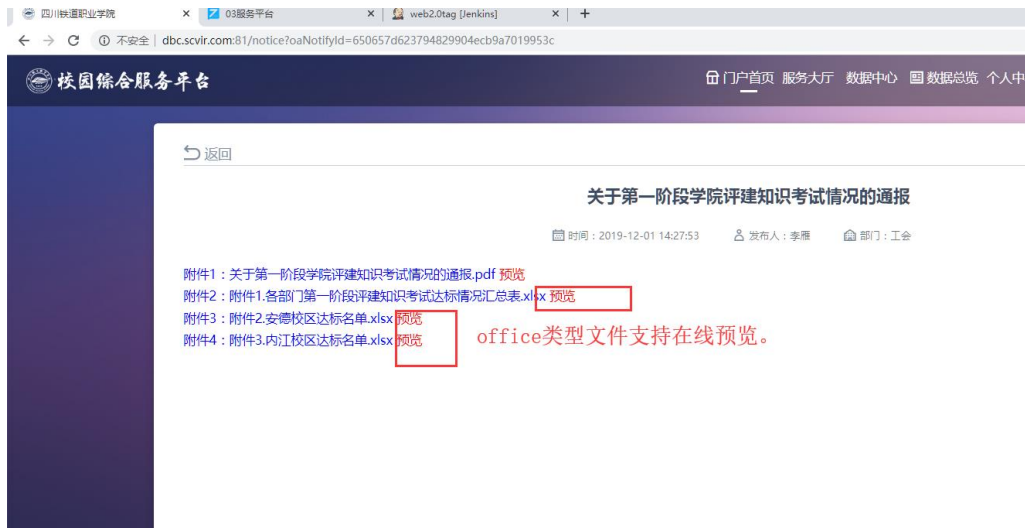 四川铁道职业学院 × 03服务平台 × web2.0tag [Jenkins] × +
不安全 | dbc.scvir.com:81/notice?oaNotifyId=650657d623794829904ecb9a7019953c
校园综合服务平台 门户首页 服务大厅 数据中心 数据总览 个人中
返回
关于第一阶段学院评建知识考试情况的通报
时间：2019-12-01 14:27:53 发布人：李雁 部门：工会
附件1：关于第一阶段学院评建知识考试情况的通报.pdf 预览
附件2：附件1.各部门第一阶段评建知识考试达标情况汇总表.xlsx 预览
附件3：附件2.安德校区达标名单.xlsx 预览
附件4：附件3.内江校区达标名单.xlsx 预览
office类型文件支持在线预览。